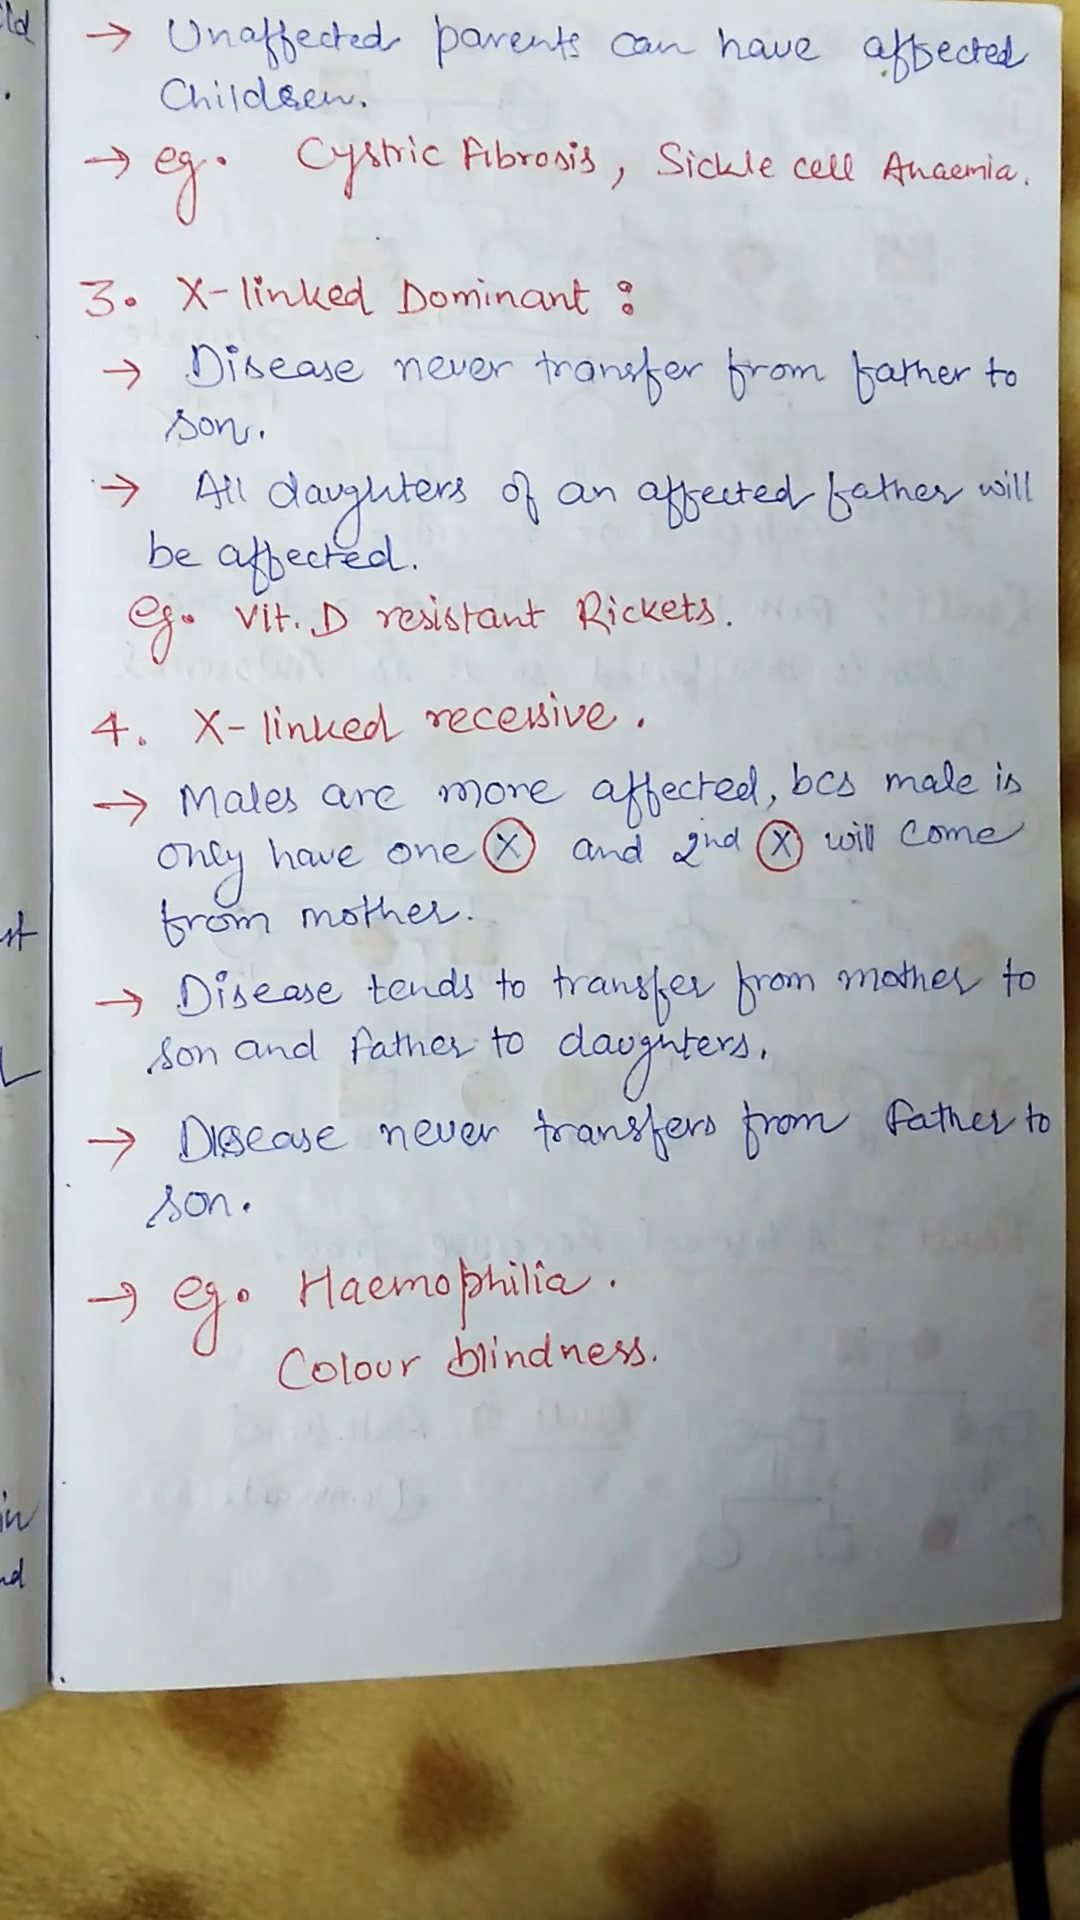 → Unaffected parents can have affected
Children.
→ eg. Cystric Fibrosis, Sickle cell Anaemia.
3. X-linked Dominant :
→ Disease never transfer from father to
son.
→ All daughters of an affected father will
be affected.
eg. Vit. D resistant Rickets.
4. X-linked recessive.
→ Males are more affected, bcs male is
only have one X and 2nd X will come
from mother.
→ Disease tends to transfer from mother to
son and Father to daughters.
→ Disease never transfers from Father to
son.
→ eg. Haemophilia.
Colour blindness.